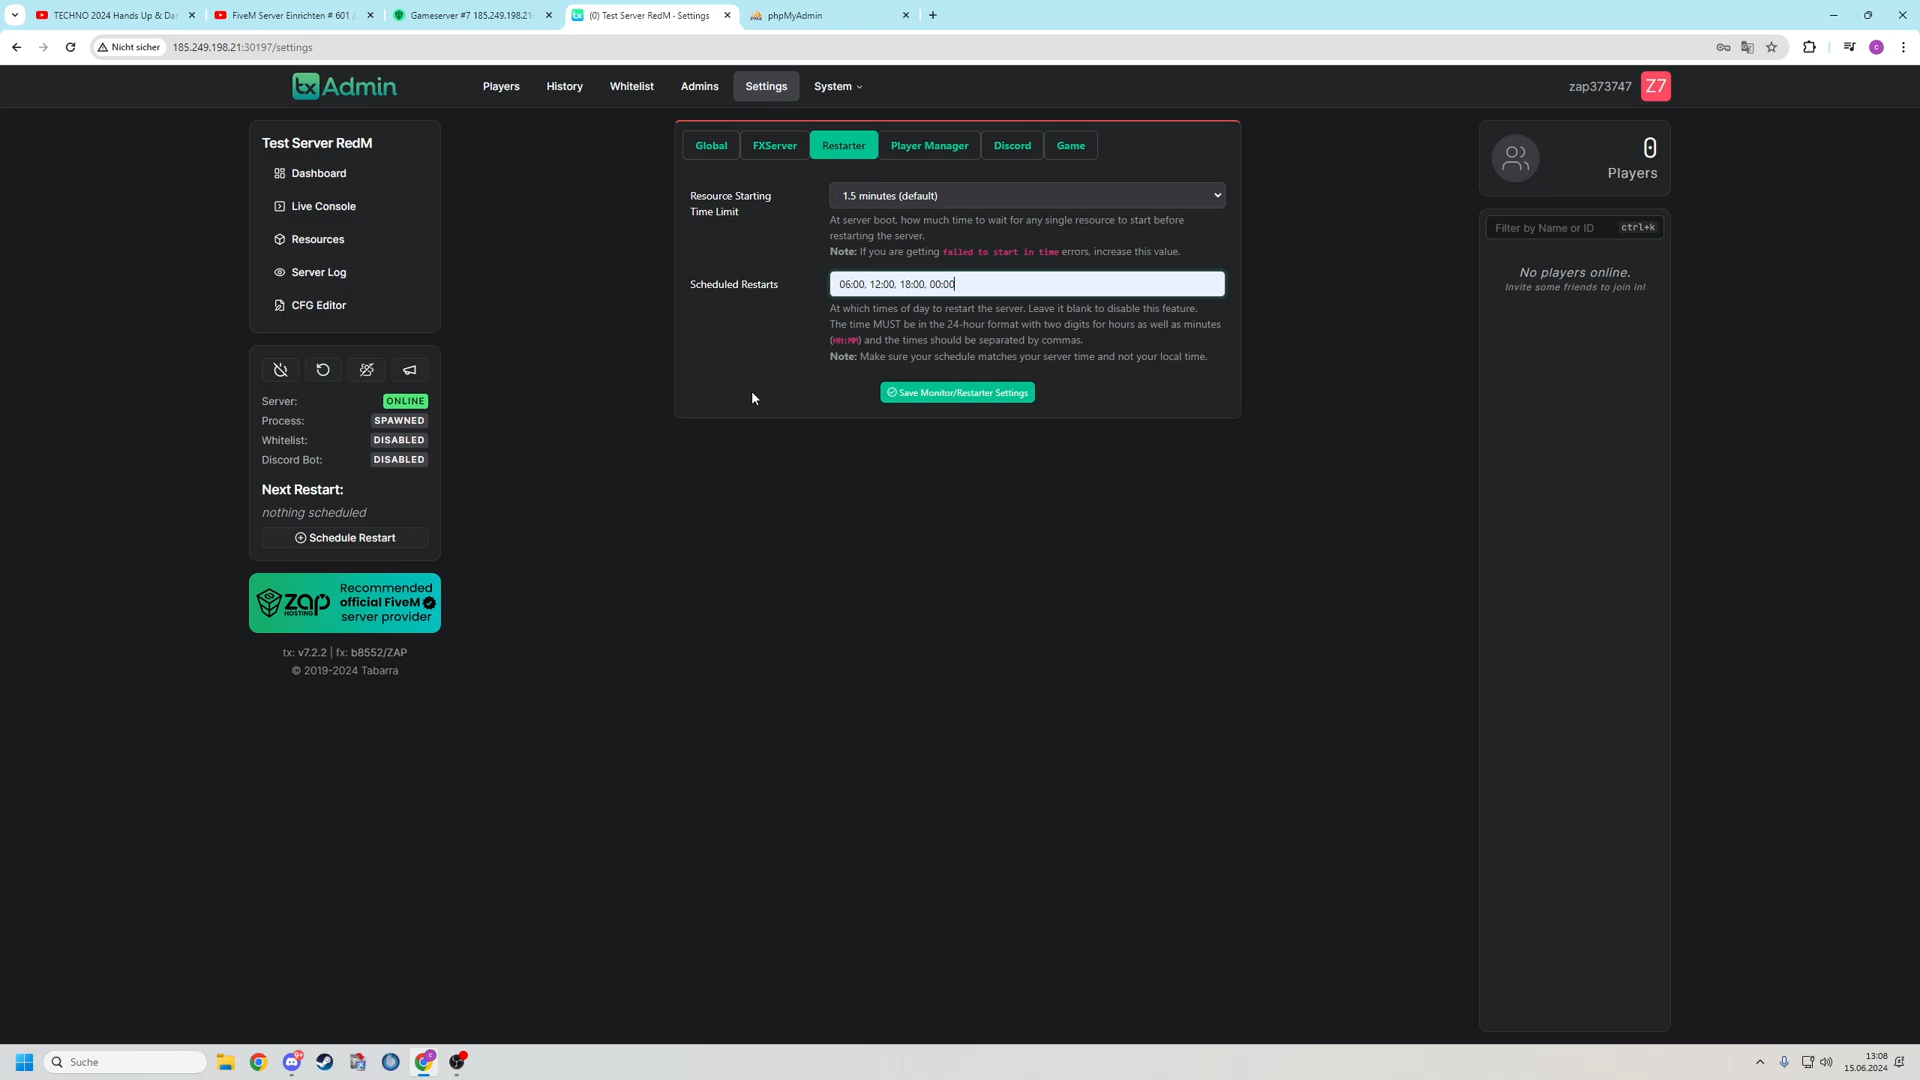 TECHNO 2024 Hands Up & Da
FiveM Server Einrichten # 601 /
Gameserver #7 185.249.198.21:
(0) Test Server RedM - Settings
phpMyAdmin
Nicht sicher
185.249.198.21:30197/settings
tx Admin
Players
History
Whitelist
Admins
Settings
System
zap373747
Z7
Test Server RedM
Dashboard
Live Console
Resources
Server Log
CFG Editor
Server:
ONLINE
Process:
SPAWNED
Whitelist:
DISABLED
Discord Bot:
DISABLED
Next Restart:
nothing scheduled
Schedule Restart
ZAP HOSTING
Recommended
official FiveM
server provider
tx: v7.2.2 | fx: b8552/ZAP
© 2019-2024 Tabarra
Global
FXServer
Restarter
Player Manager
Discord
Game
Resource Starting
Time Limit
1.5 minutes (default)
At server boot, how much time to wait for any single resource to start before
restarting the server.
Note: If you are getting failed to start in time errors, increase this value.
Scheduled Restarts
06:00, 12:00, 18:00, 00:00
At which times of day to restart the server. Leave it blank to disable this feature.
The time MUST be in the 24-hour format with two digits for hours as well as minutes
(HH:MM) and the times should be separated by commas.
Note: Make sure your schedule matches your server time and not your local time.
Save Monitor/Restarter Settings
0
Players
Filter by Name or ID
ctrl+k
No players online.
Invite some friends to join in!
Suche
9+
13:08
15.06.2024